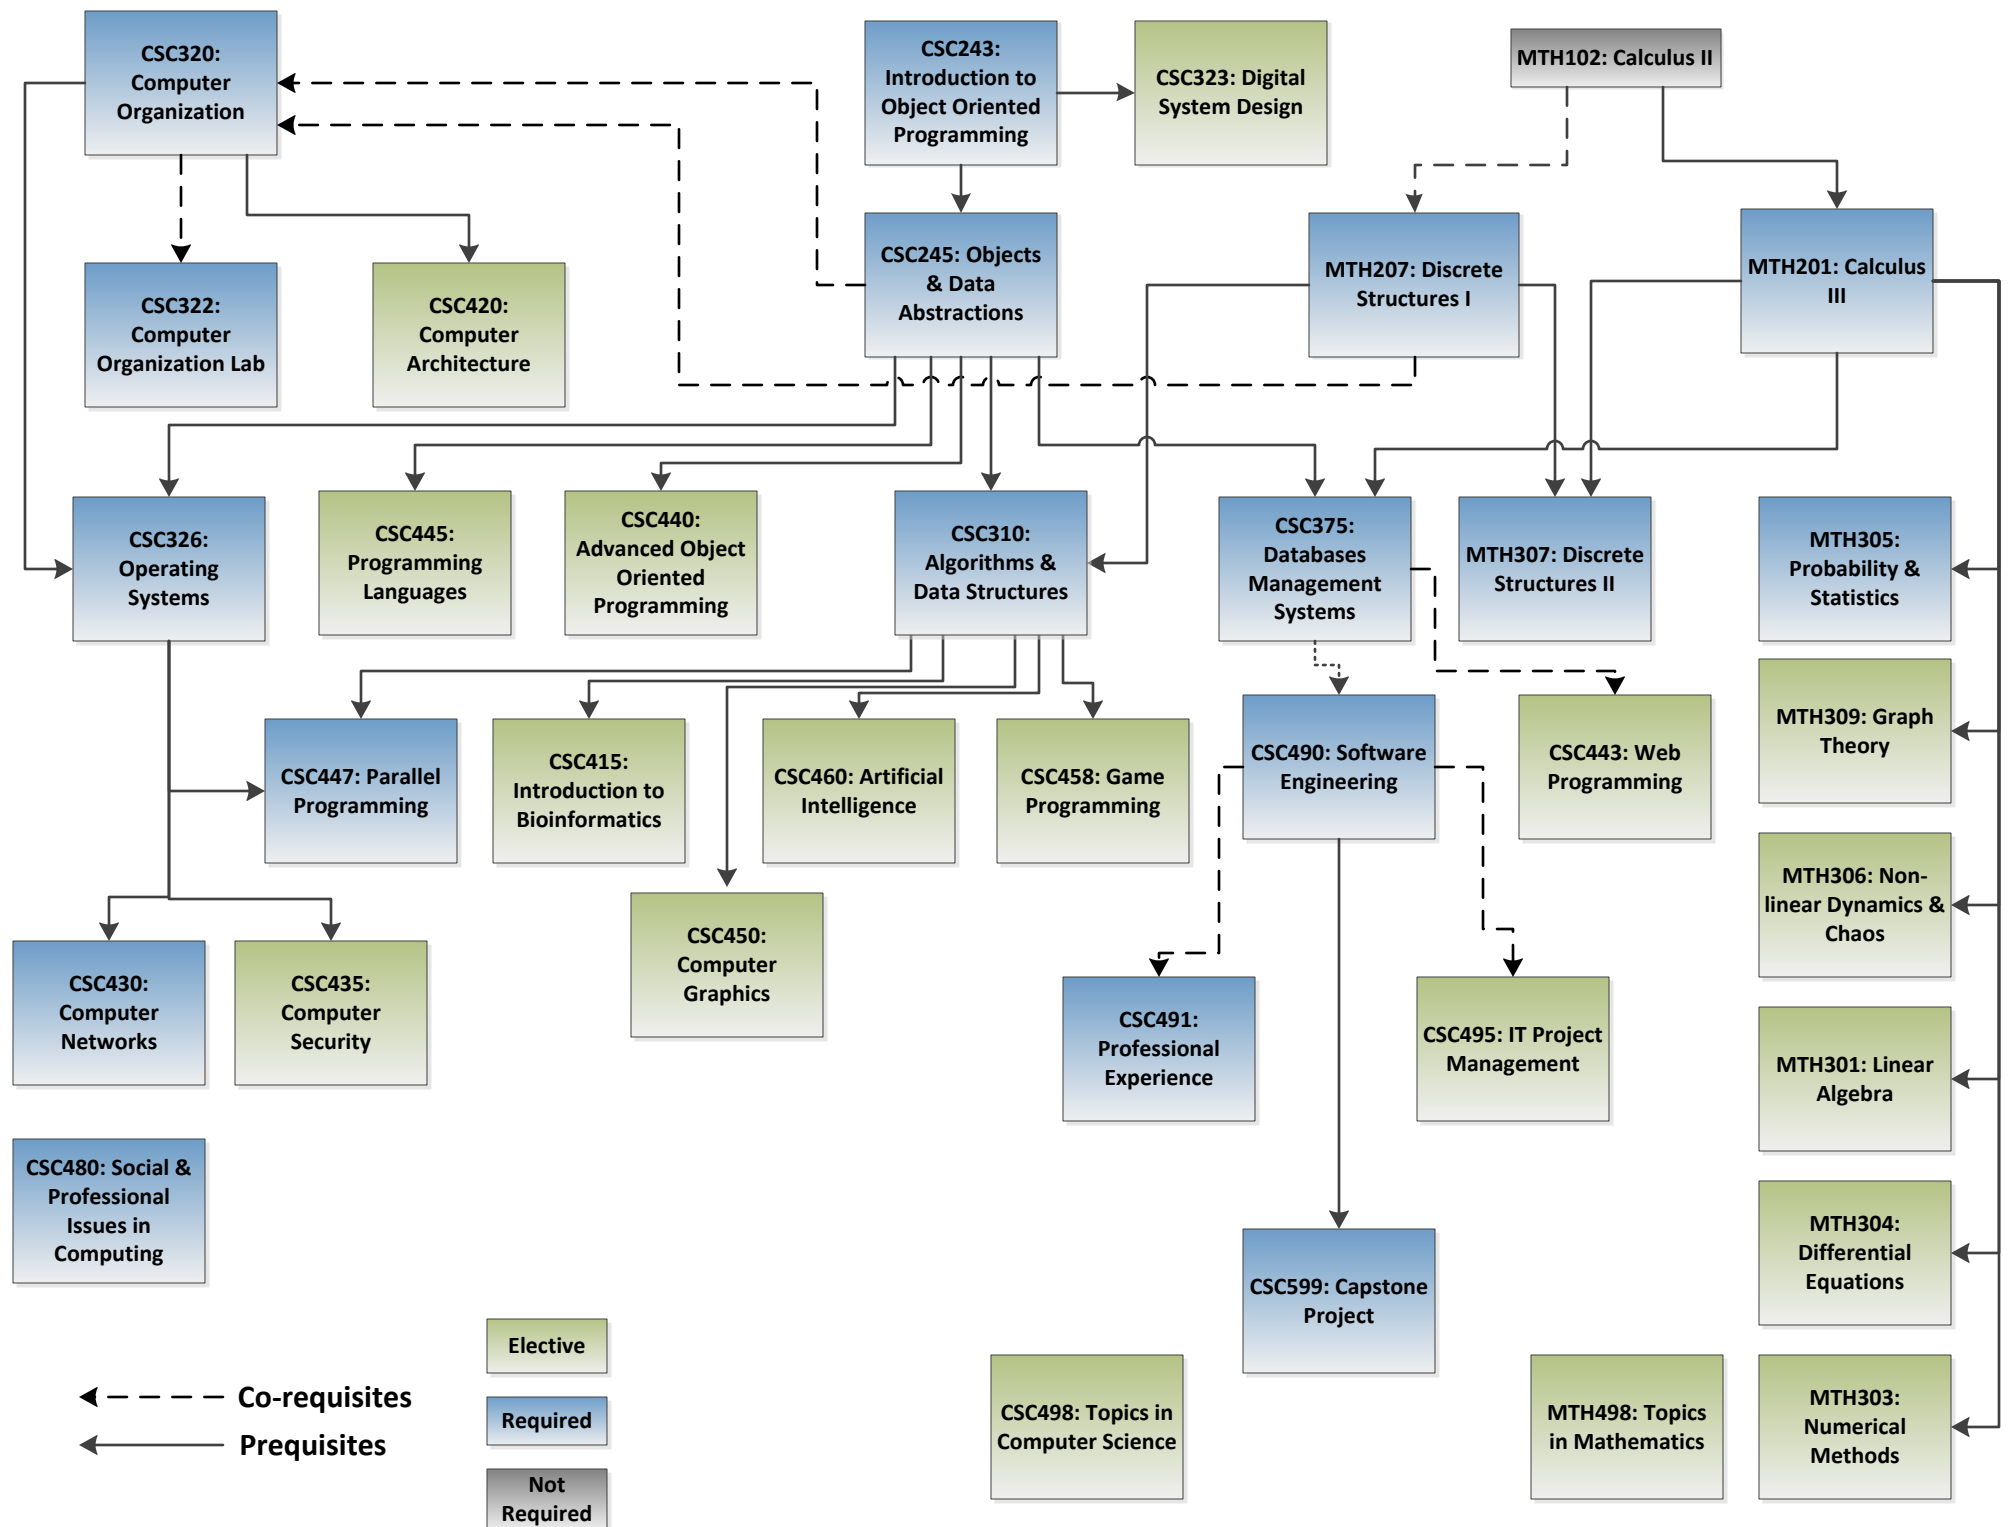 CSC320:
Computer
Organization
CSC243:
Introduction to
Object Oriented
Programming
CSC323: Digital
System Design
MTH102: Calculus II
CSC322:
Computer
Organization Lab
CSC420:
Computer
Architecture
CSC245: Objects
& Data
Abstractions
MTH207: Discrete
Structures I
MTH201: Calculus
III
CSC326:
Operating
Systems
CSC445:
Programming
Languages
CSC440:
Advanced Object
Oriented
Programming
CSC310:
Algorithms &
Data Structures
CSC375:
Databases
Management
Systems
MTH307: Discrete
Structures II
MTH305:
Probability &
Statistics
MTH309: Graph
Theory
CSC447: Parallel
Programming
CSC415:
Introduction to
Bioinformatics
CSC460: Artificial
Intelligence
CSC458: Game
Programming
CSC490: Software
Engineering
CSC443: Web
Programming
MTH306: Non-
linear Dynamics &
Chaos
CSC450:
Computer
Graphics
CSC430:
Computer
Networks
CSC435:
Computer
Security
CSC491:
Professional
Experience
CSC495: IT Project
Management
MTH301: Linear
Algebra
CSC480: Social &
Professional
Issues in
Computing
CSC599: Capstone
Project
MTH304:
Differential
Equations
Elective
Co-requisites
Required
Prequisites
Not
Required
CSC498: Topics in
Computer Science
MTH498: Topics
in Mathematics
MTH303:
Numerical
Methods